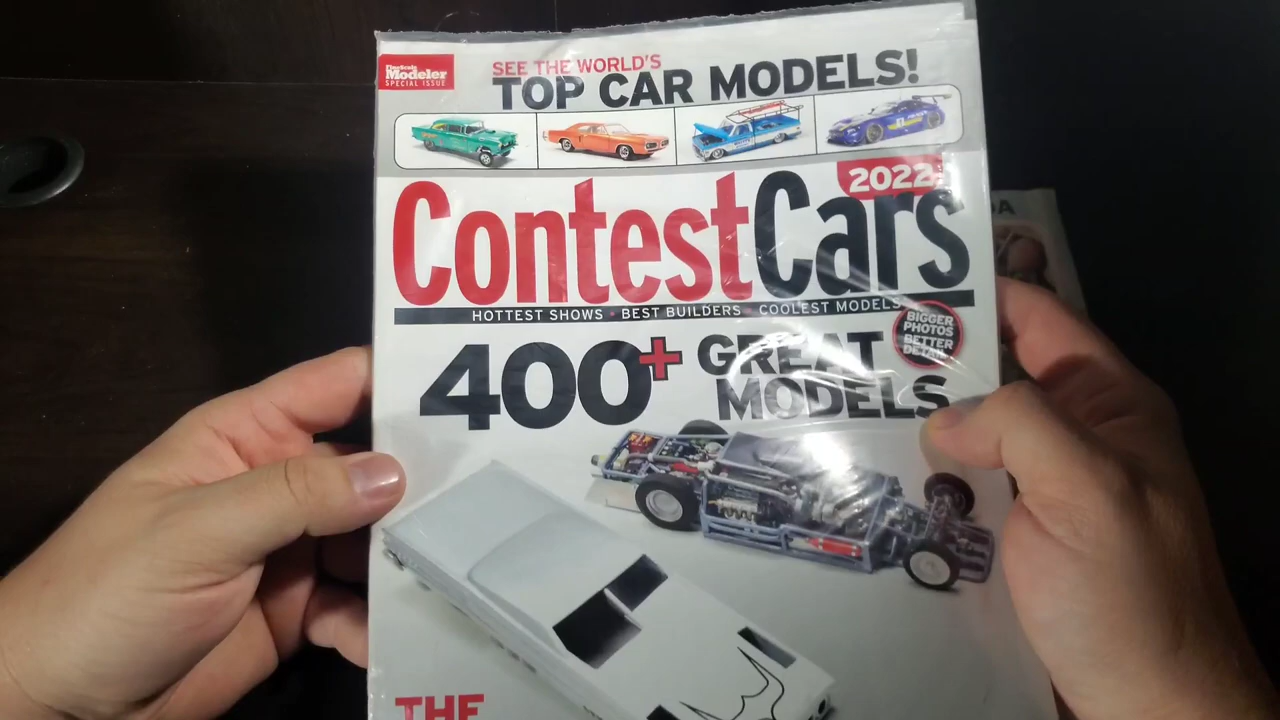 FineScale
Modeler
SPECIAL ISSUE
SEE THE WORLD'S
TOP CAR MODELS!
2022
ContestCars
HOTTEST SHOWS • BEST BUILDERS • COOLEST MODELS
BIGGER
PHOTOS
BETTER
DETAIL
400+ GREAT
MODELS
THE